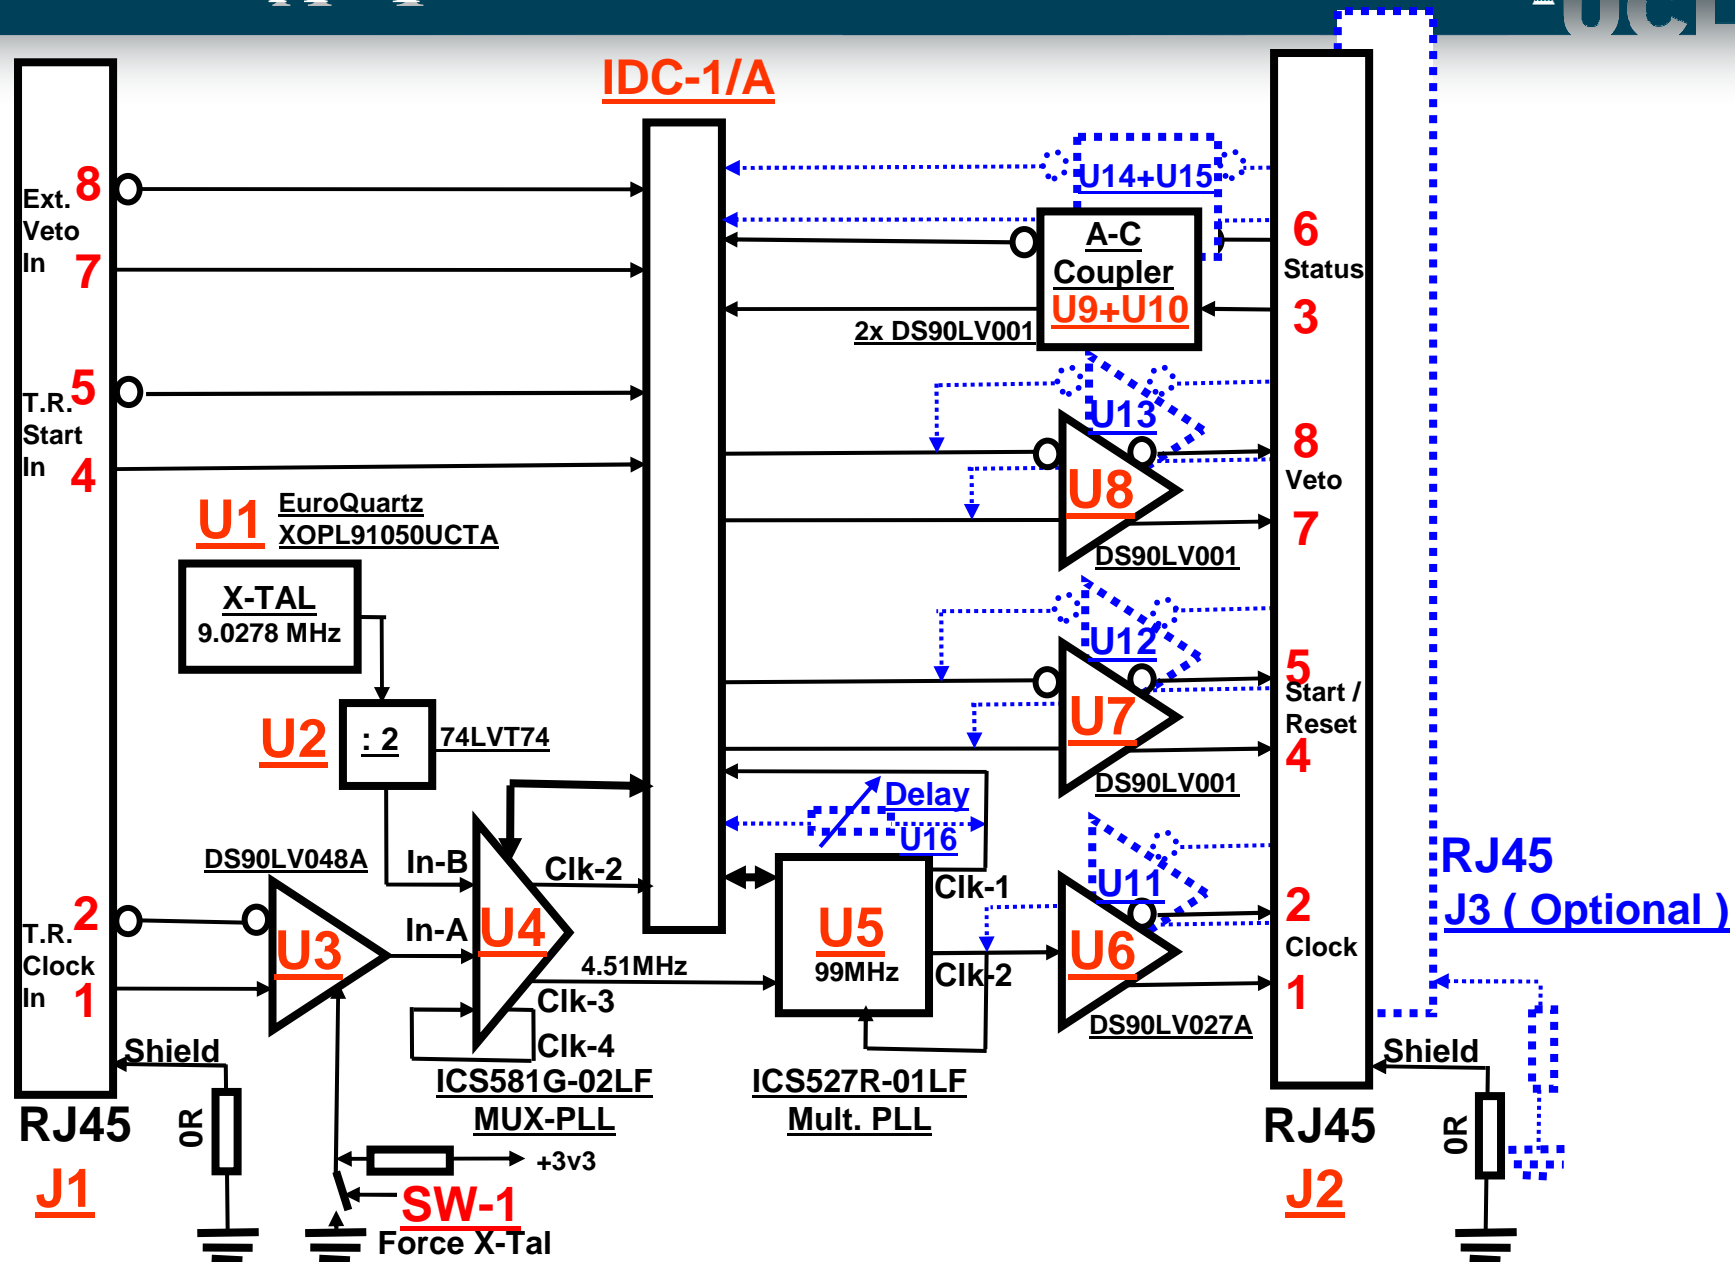 UCL
IDC-1/A
Ext.
Veto
In
8
7
T.R.
Start
In
5
4
U1
EuroQuartz
XOPL91050UCTA
X-TAL
9.0278 MHz
U2
: 2
74LVT74
DS90LV048A
T.R.
Clock
In
2
1
U3
In-B
In-A
U4
Clk-2
4.51MHz
Clk-3
Clk-4
ICS581G-02LF
MUX-PLL
Shield
0R
RJ45
J1
+3v3
SW-1
Force X-Tal
U14+U15
A-C
Coupler
U9+U10
2x DS90LV001
6
Status
3
U13
U8
DS90LV001
8
Veto
7
U12
U7
DS90LV001
5
Start /
Reset
4
Delay
U16
Clk-1
U5
99MHz
Clk-2
ICS527R-01LF
Mult. PLL
U11
U6
DS90LV027A
2
Clock
1
RJ45
J3 ( Optional )
Shield
0R
RJ45
J2